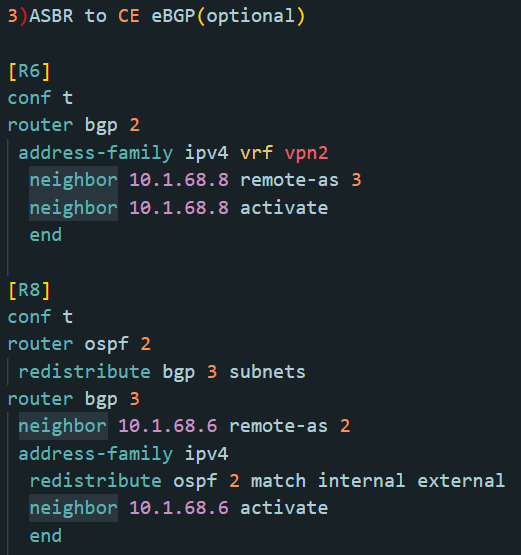 3)ASBR to CE eBGP(optional)
[R6]
conf t
router bgp 2
address-family ipv4 vrf vpn2
neighbor 10.1.68.8 remote-as 3
neighbor 10.1.68.8 activate
end
[R8]
conf t
router ospf 2
redistribute bgp 3 subnets
router bgp 3
neighbor 10.1.68.6 remote-as 2
address-family ipv4
redistribute ospf 2 match internal external
neighbor 10.1.68.6 activate
end